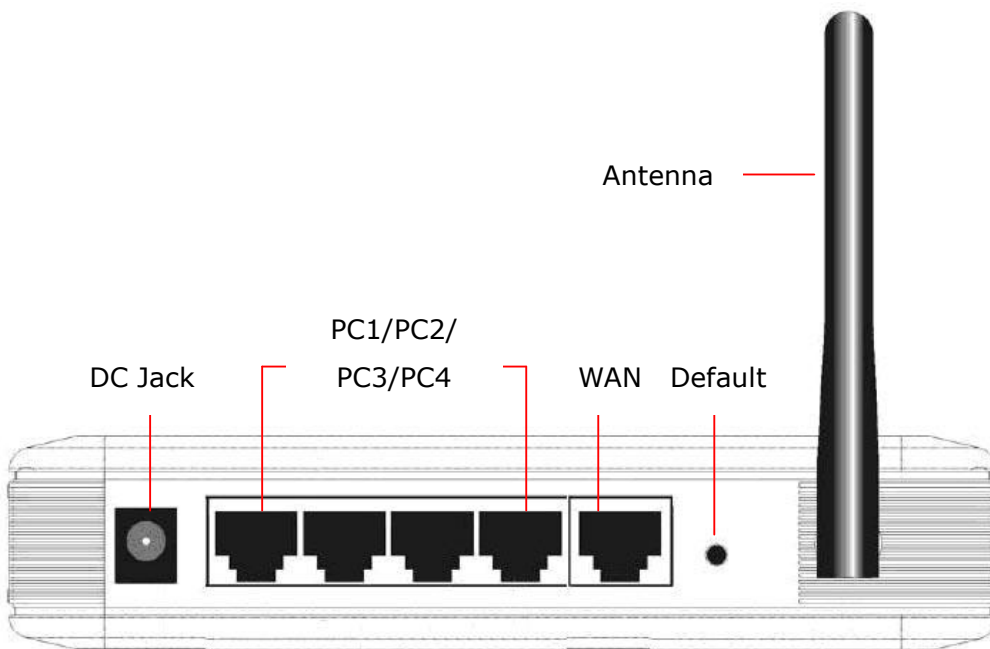 Antenna
PC1/PC2/
PC3/PC4
DC Jack
WAN
Default